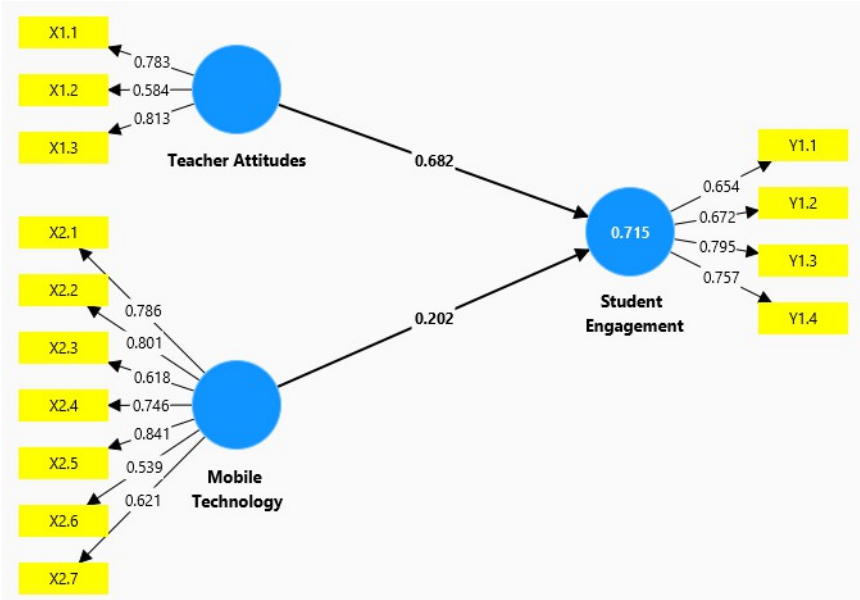 X1.1
0.783
X1.2
0.584
X1.3
0.813
Teacher Attitudes
0.682
X2.1
0.786
X2.2
0.801
X2.3
0.618
X2.4
0.746
X2.5
0.841
X2.6
0.539
X2.7
0.621
Mobile
Technology
0.202
0.715
Student
Engagement
Y1.1
0.654
Y1.2
0.672
Y1.3
0.795
Y1.4
0.757